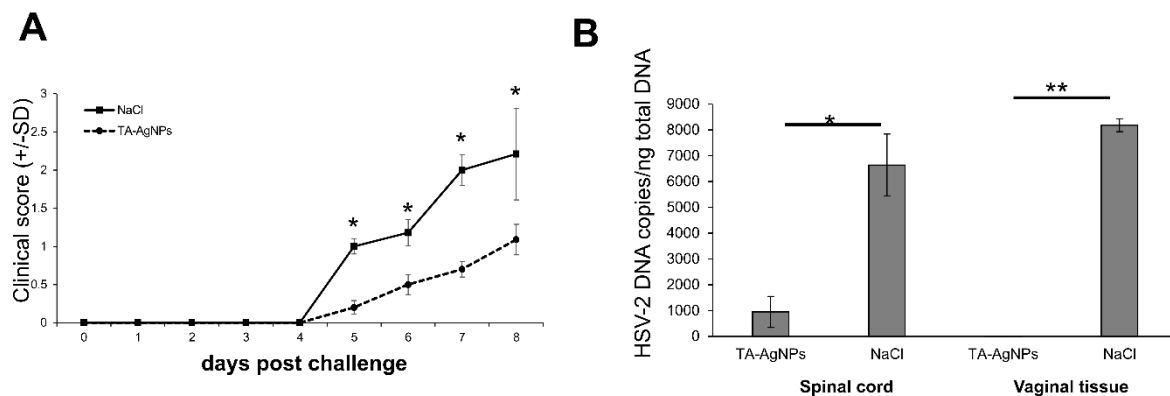 A
Clinical score (+/-SD)
3
2.5
2
1.5
1
0.5
0
NaCl
TA-AgNPs
*
*
*
*
0 1 2 3 4 5 6 7 8
days post challenge
B
HSV-2 DNA copies/ng total DNA
9000
8000
7000
6000
5000
4000
3000
2000
1000
0
*
**
TA-AgNPs NaCl TA-AgNPs NaCl
Spinal cord Vaginal tissue